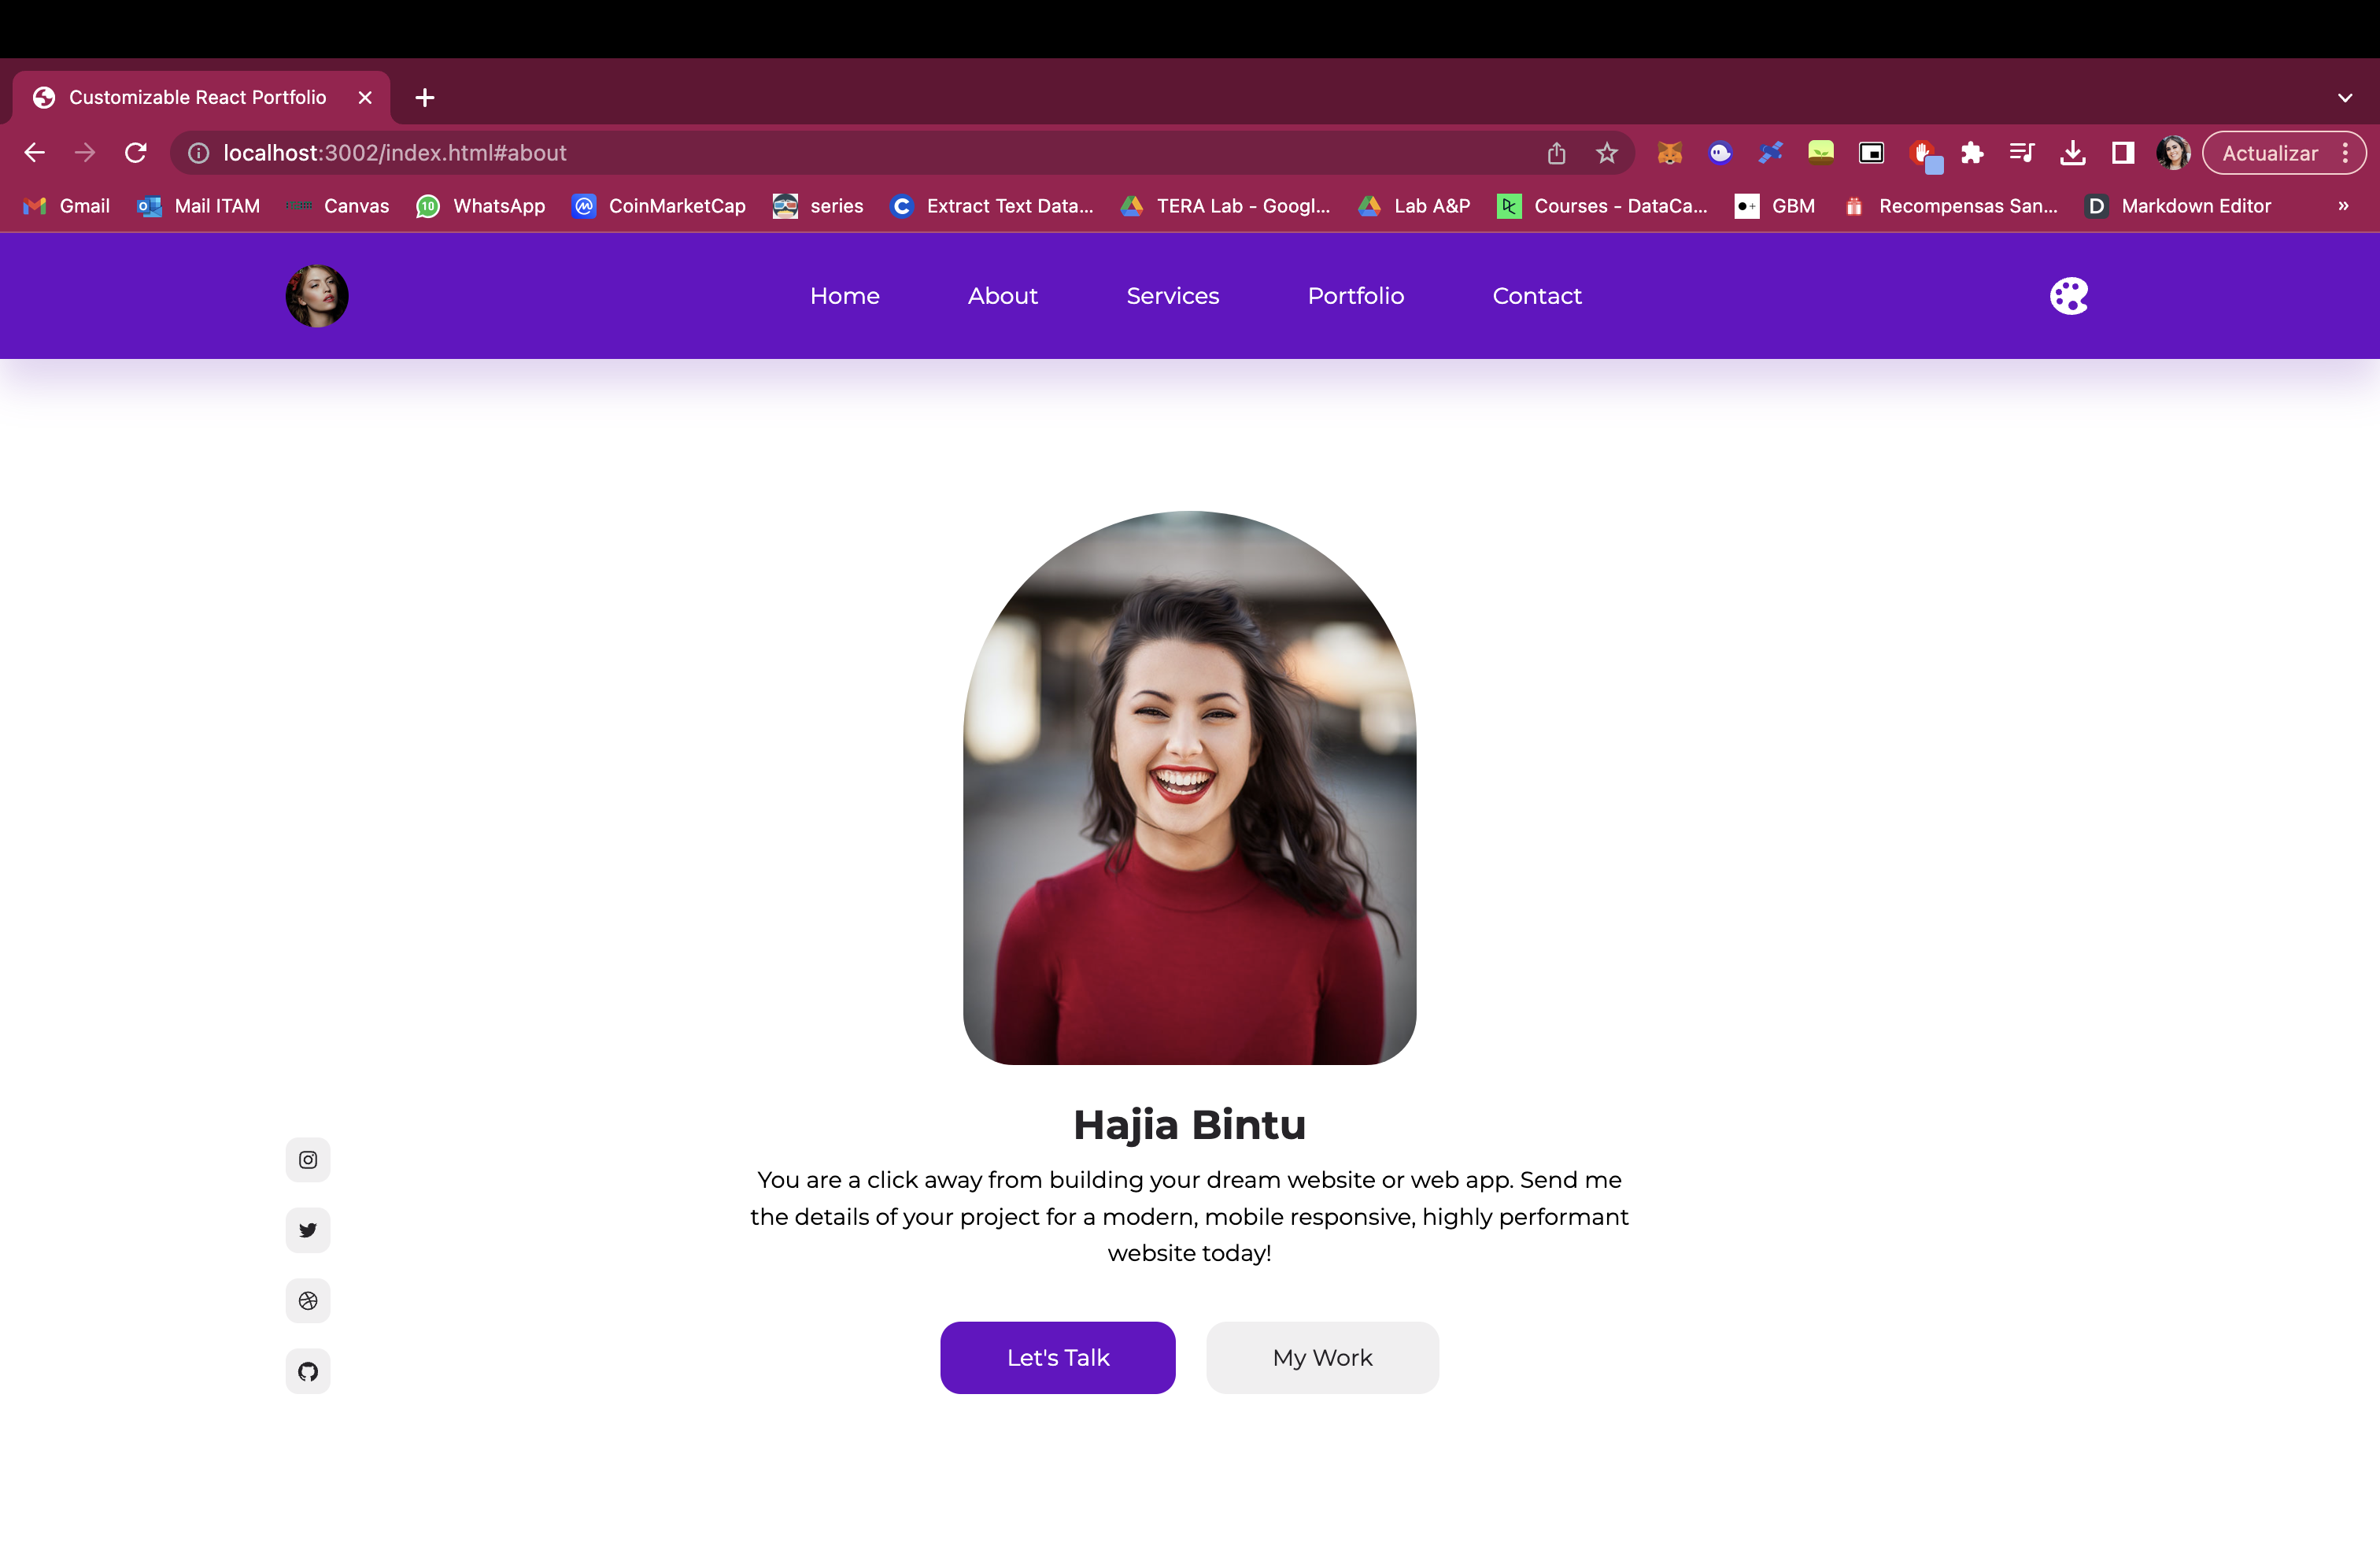 Customizable React Portfolio
localhost:3002/index.html#about
Actualizar
Gmail
Mail ITAM
Canvas
10
WhatsApp
CoinMarketCap
series
C
Extract Text Data...
TERA Lab - Googl...
Lab A&P
Courses - DataCa...
GBM
Recompensas San...
D
Markdown Editor
»
Home
About
Services
Portfolio
Contact
Hajia Bintu
You are a click away from building your dream website or web app. Send me
the details of your project for a modern, mobile responsive, highly performant
website today!
Let's Talk
My Work